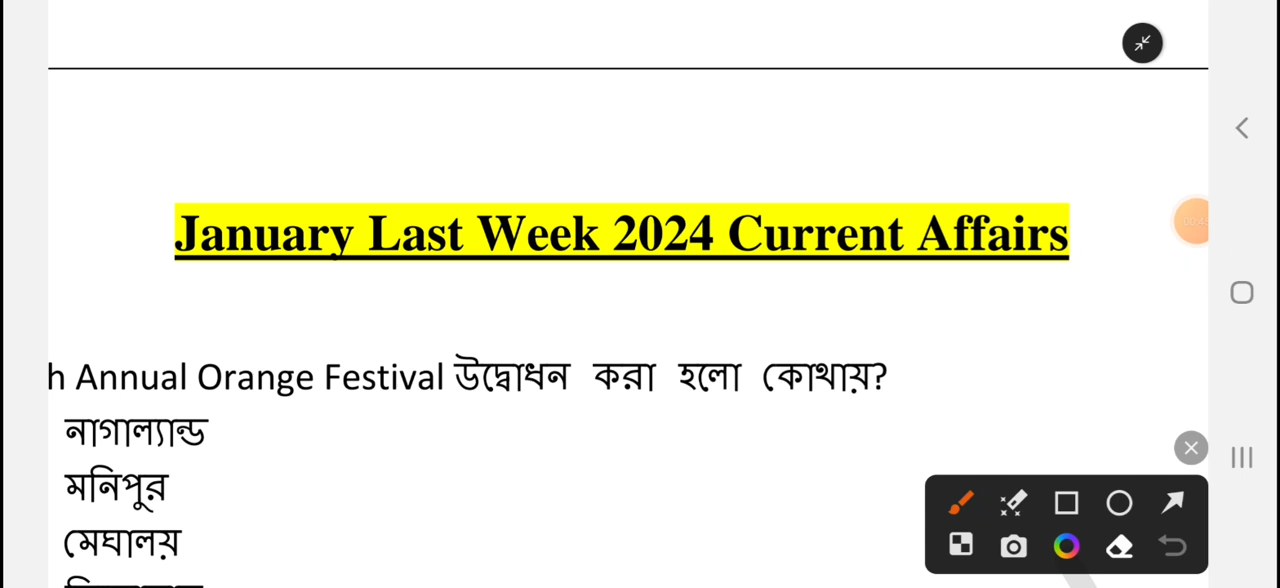 January Last Week 2024 Current Affairs
h Annual Orange Festival উদ্বোধন করা হলো কোথায়?
নাগাল্যান্ড
মনিপুর
মেঘালয়